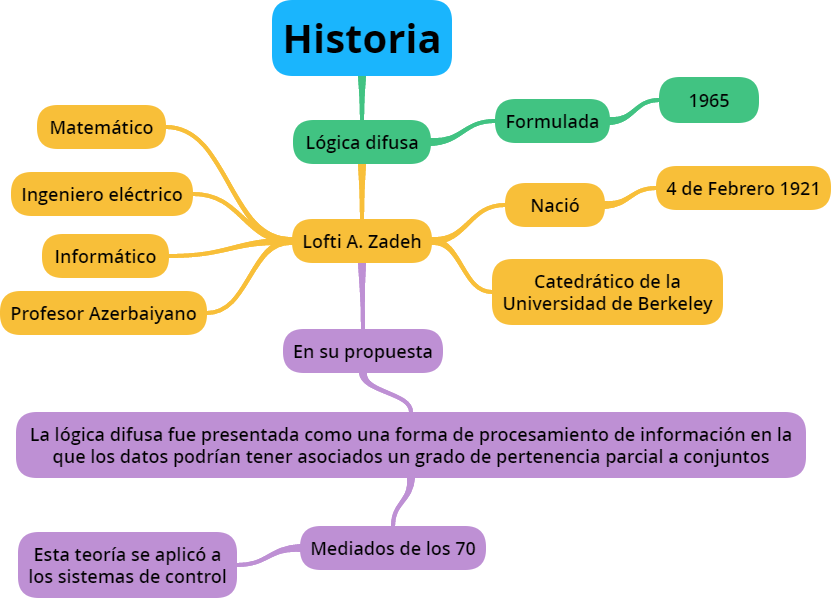 Historia
Lógica difusa
Formulada
1965
Matemático
Ingeniero eléctrico
Informático
Profesor Azerbaiyano
Lofti A. Zadeh
Nació
4 de Febrero 1921
Catedrático de la
Universidad de Berkeley
En su propuesta
La lógica difusa fue presentada como una forma de procesamiento de información en la
que los datos podrían tener asociados un grado de pertenencia parcial a conjuntos
Mediados de los 70
Esta teoría se aplicó a
los sistemas de control